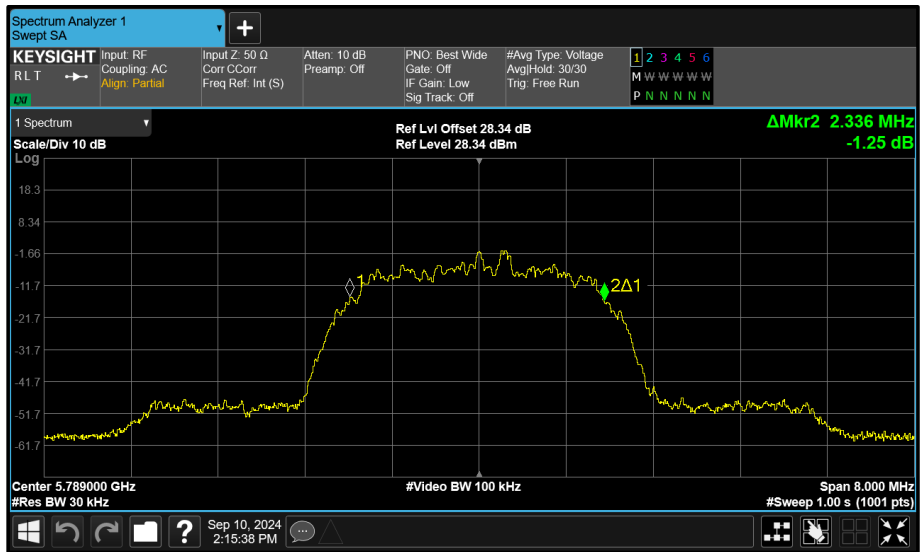 Spectrum Analyzer 1
Swept SA
+
KEYSIGHT
RLT
LXI
Input: RF
Coupling: AC
Align: Partial
Input Z: 50 Ω
Corr CCorr
Freq Ref: Int (S)
Atten: 10 dB
Preamp: Off
PNO: Best Wide
Gate: Off
IF Gain: Low
Sig Track: Off
#Avg Type: Voltage
Avg|Hold: 30/30
Trig: Free Run
1 2 3 4 5 6
M W W W W W
P N N N N N
1 Spectrum
Scale/Div 10 dB
Ref Lvl Offset 28.34 dB
Ref Level 28.34 dBm
ΔMkr2 2.336 MHz
-1.25 dB
Log
18.3
8.34
-1.66
-11.7
-21.7
-31.7
-41.7
-51.7
-61.7
1
2Δ1
Center 5.789000 GHz
#Video BW 100 kHz
Span 8.000 MHz
#Res BW 30 kHz
#Sweep 1.00 s (1001 pts)
?
Sep 10, 2024
2:15:38 PM